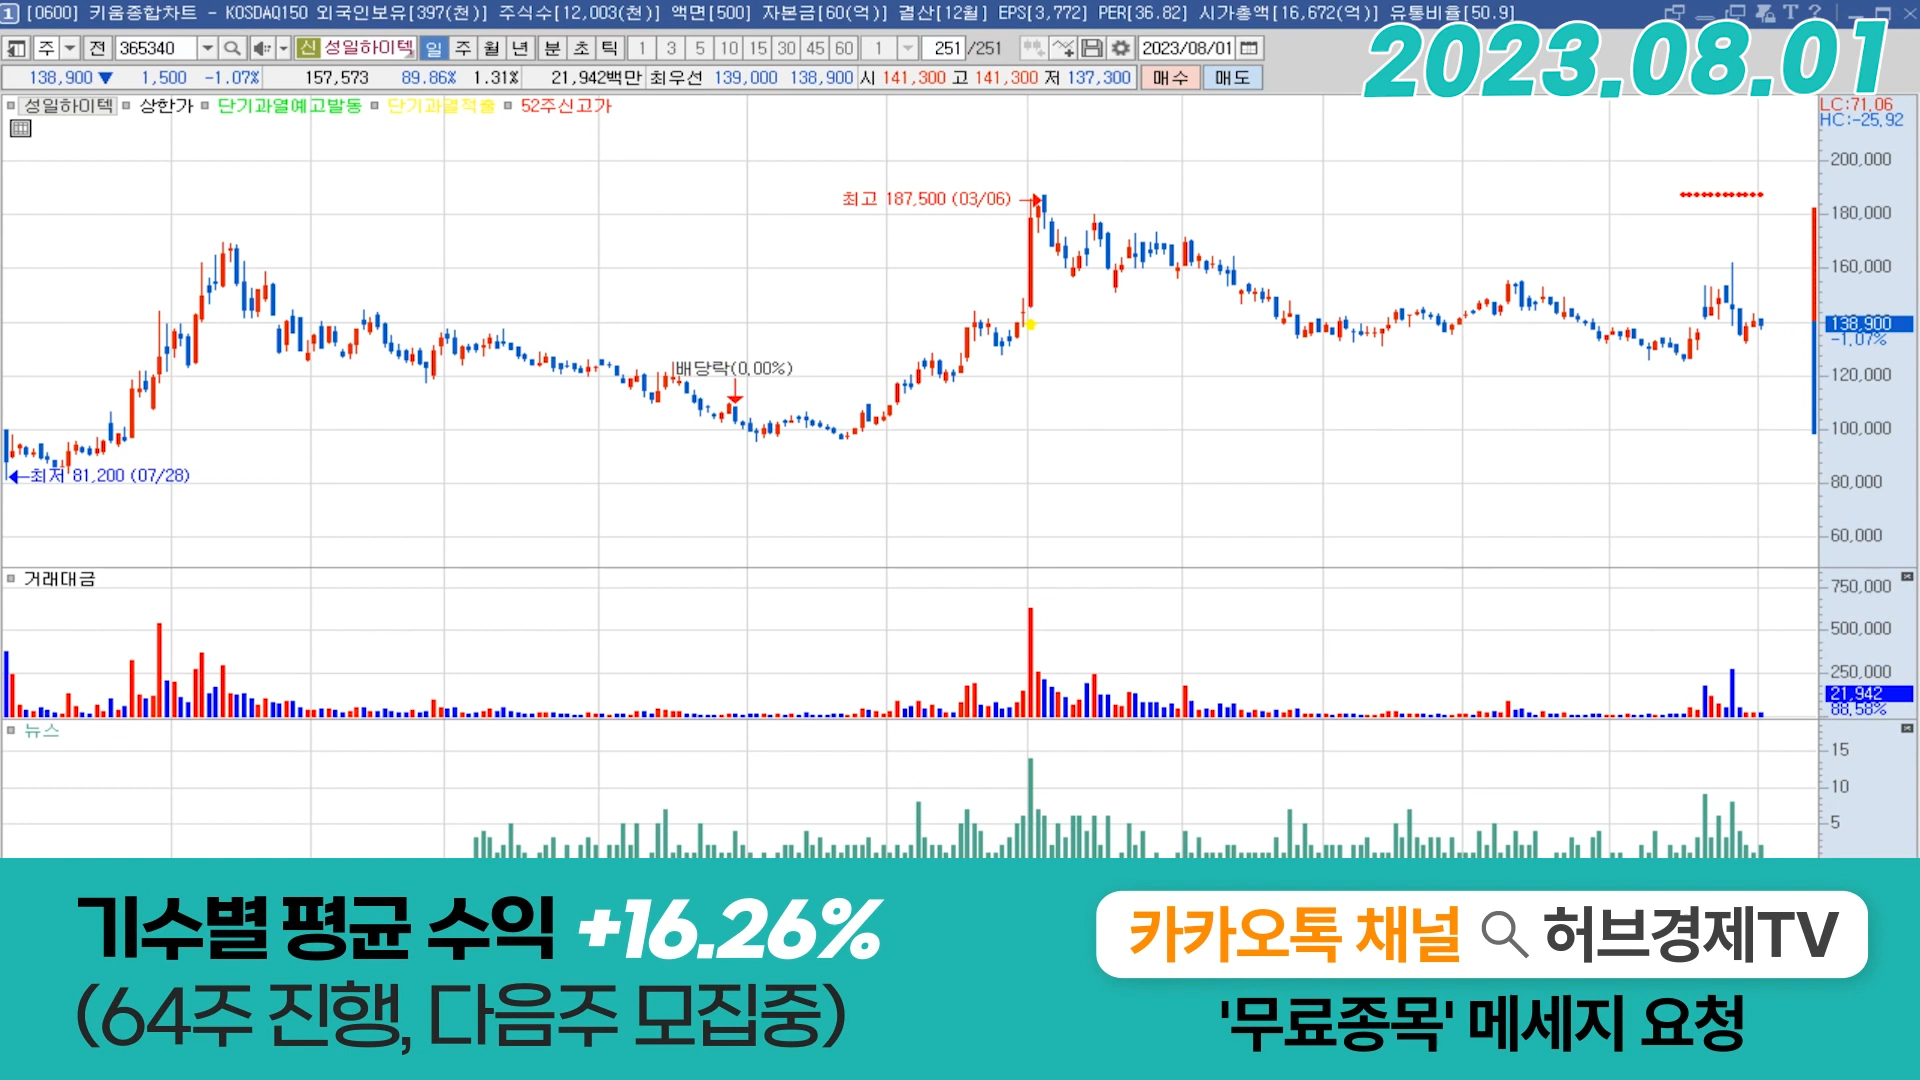 1 [0600] 키움종합차트 - KOSDAQ150 외국인보유[397(천)] 주식수[12,003(천)] 액면[500] 자본금[60(억)] 결산[12월] EPS[3,772] PER[36.82] 시가총액[16,672(억)] 유통비율[50.9]
주 전 365340 신 성일하이텍 일 주 월 년 분 초 틱 1 3 5 10 15 30 45 60 1 251 /251 2023/08/01
2023.08.01
138,900 ▼ 1,500 -1.07% 157,573 89.86% 1.31% 21,942백만 최우선 139,000 138,900 시 141,300 고 141,300 저 137,300 매수 매도
성일하이텍 상한가 단기과열예고발동 단기과열적출 52주신고가
LC:71.06
HC:-25.92
200,000
최고 187,500 (03/06)
180,000
160,000
138,900
-1.07%
배당락(0.00%)
120,000
100,000
최저 81,200 (07/28)
80,000
60,000
거래대금
750,000
500,000
250,000
21,942
88.58%
뉴스
15
10
5
기수별 평균 수익 +16.26%
(64주 진행, 다음주 모집중)
카카오톡 채널 허브경제TV
'무료종목' 메세지 요청